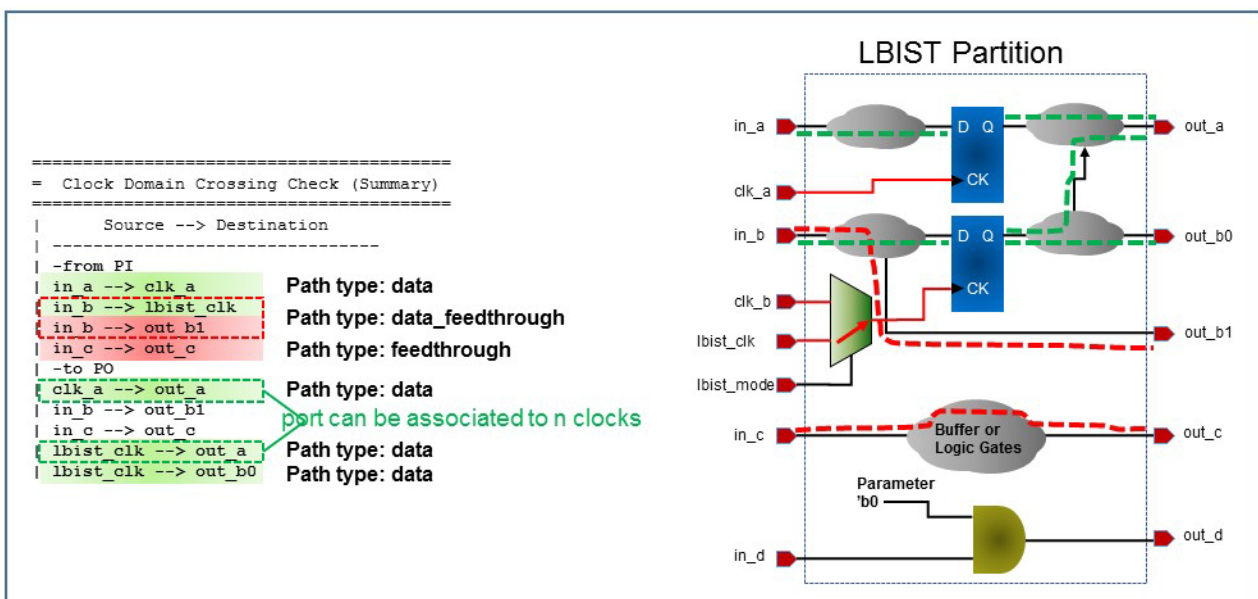 ==========================================
= Clock Domain Crossing Check (Summary)
==========================================
| Source --> Destination
| --------------------------------
| -from PI
| in_a --> clk_a Path type: data
| in_b --> lbist_clk
Path type: data_feedthrough
| in_b --> out_b1
| in_c --> out_c Path type: feedthrough
| -to PO
| clk_a --> out_a Path type: data
| in_b --> out_b1
port can be associated to n clocks
| in_c --> out_c
| lbist_clk --> out_a Path type: data
| lbist_clk --> out_b0 Path type: data
LBIST Partition
in_a
D Q
out_a
clk_a
CK
in_b
D Q
out_b0
clk_b
CK
lbist_clk
out_b1
lbist_mode
in_c
Buffer or
Logic Gates
out_c
Parameter
'b0
in_d
out_d